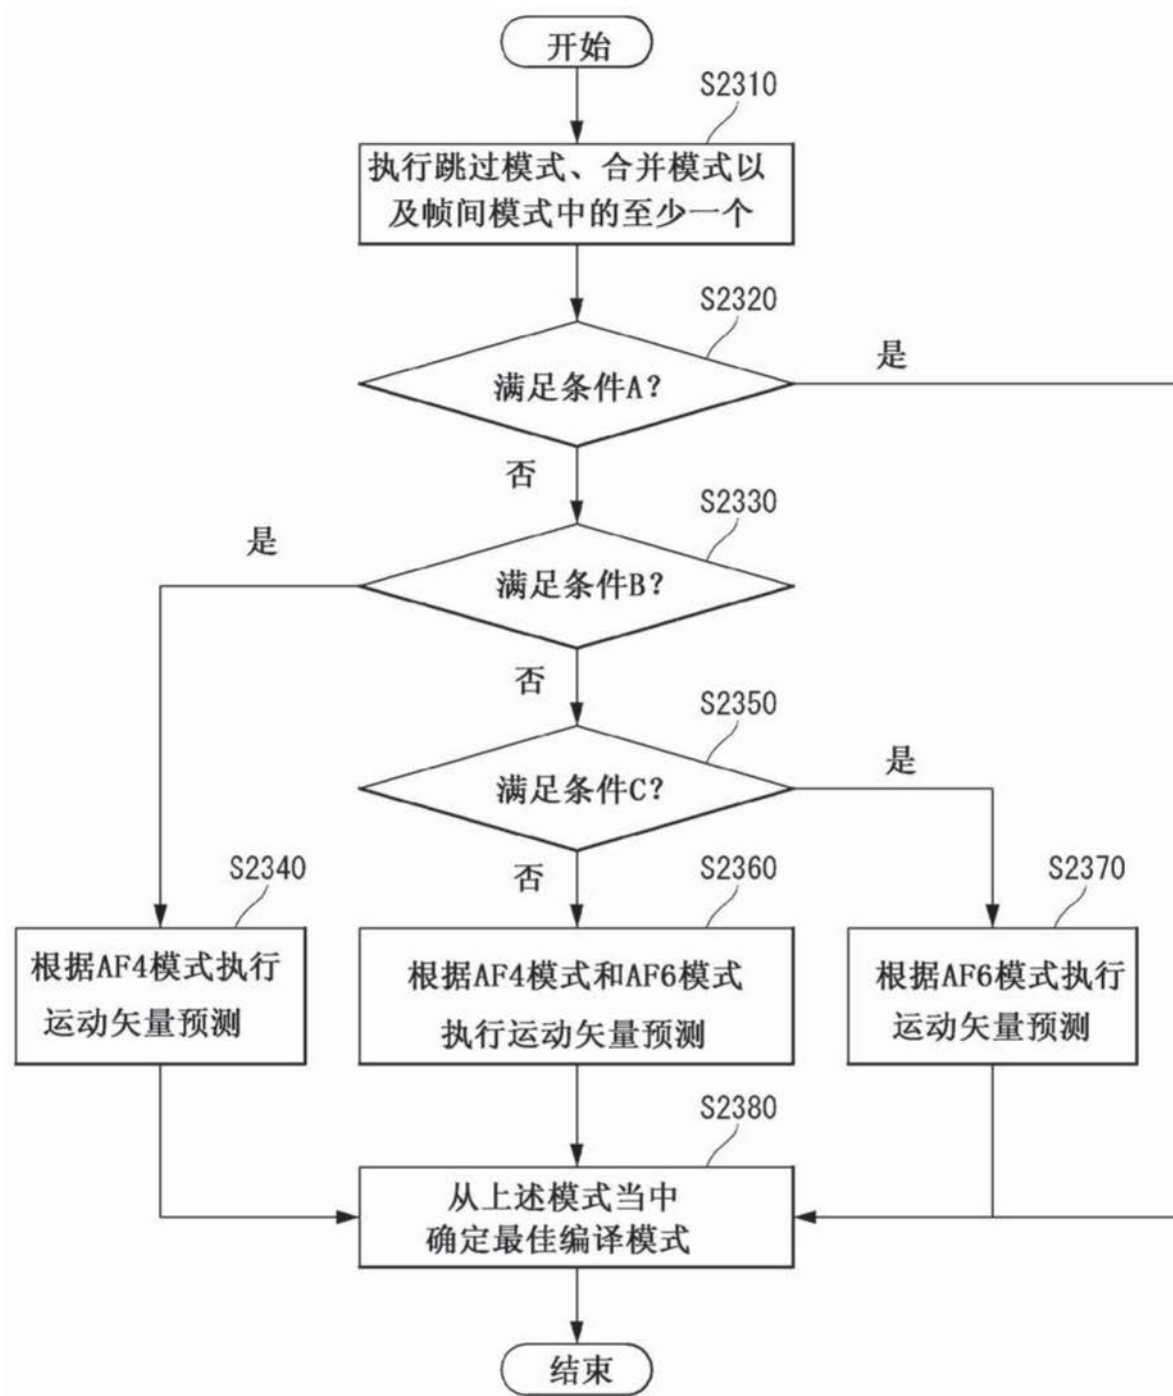 开始
S2310
执行跳过模式、合并模式以
及帧间模式中的至少一个
S2320
满足条件A?
是
否
S2330
是
满足条件B?
否
S2350
满足条件C?
是
否
S2340
S2360
S2370
根据AF4模式执行
运动矢量预测
根据AF4模式和AF6模式
执行运动矢量预测
根据AF6模式执行
运动矢量预测
S2380
从上述模式当中
确定最佳编译模式
结束